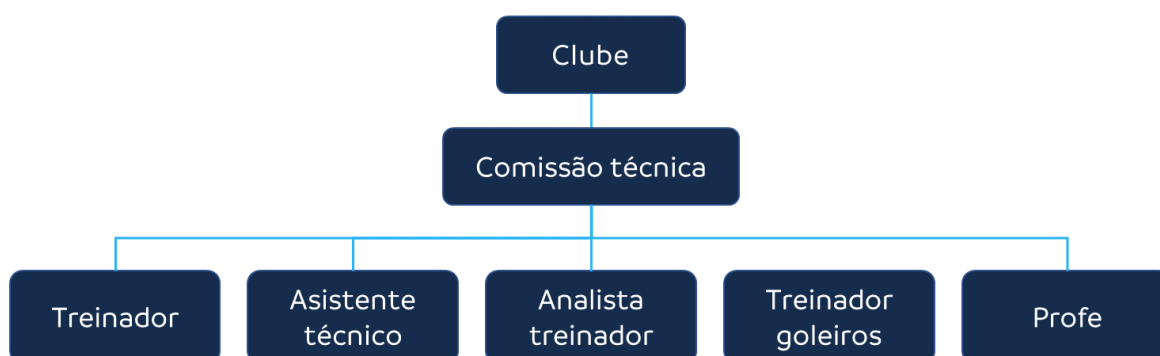 Clube
Comissão técnica
Treinador
Asistente
técnico
Analista
treinador
Treinador
goleiros
Profe